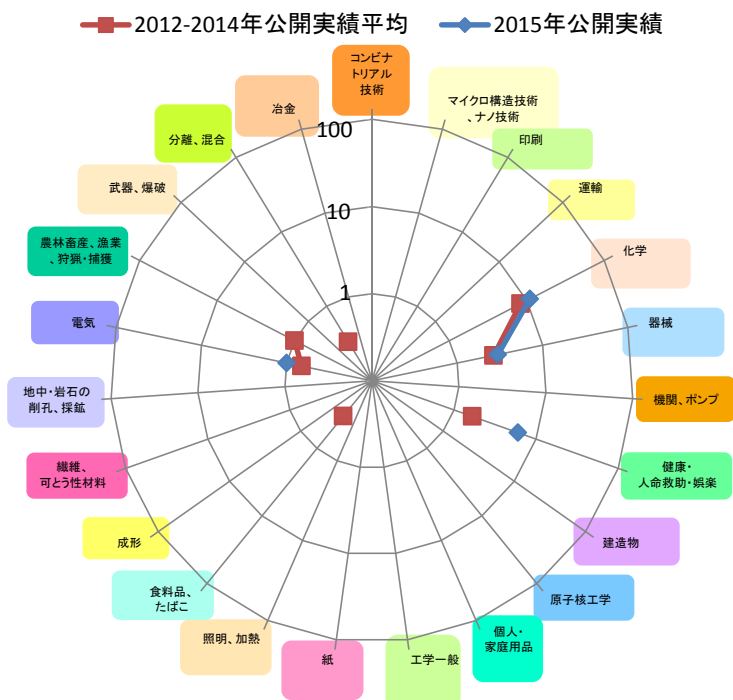 2012-2014年公開実績平均
2015年公開実績
コンビナ
トリアル
技術
マイクロ構造技術
、ナノ技術
印刷
運輸
化学
器械
機関、ポンプ
健康・
人命救助・娯楽
建造物
原子核工学
個人・
家庭用品
工学一般
紙
照明、加熱
食料品、
たばこ
成形
繊維、
可とう性材料
地中・岩石の
削孔、採鉱
電気
農林畜産、漁業
、狩猟・捕獲
武器、爆破
分離、混合
冶金
100
10
1